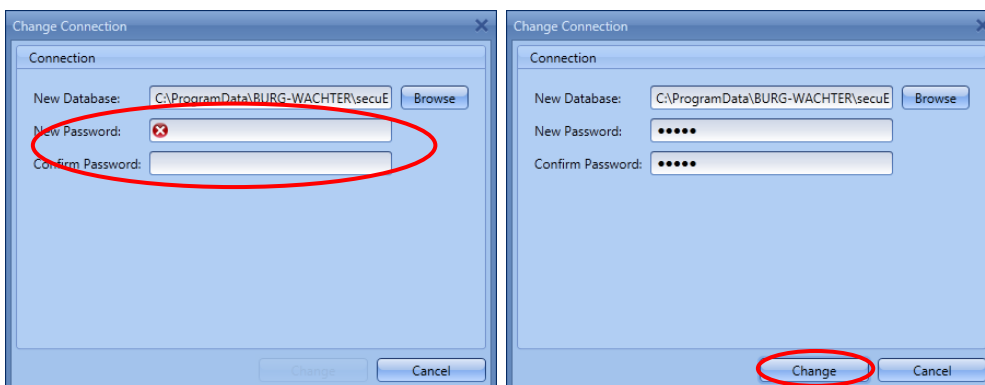 Change Connection
Connection
New Database: C:\ProgramData\BURG-WACHTER\secuE Browse
New Password:
Confirm Password:
Change Cancel
Change Connection
Connection
New Database: C:\ProgramData\BURG-WACHTER\secuE Browse
New Password: •••••
Confirm Password: •••••
Change Cancel